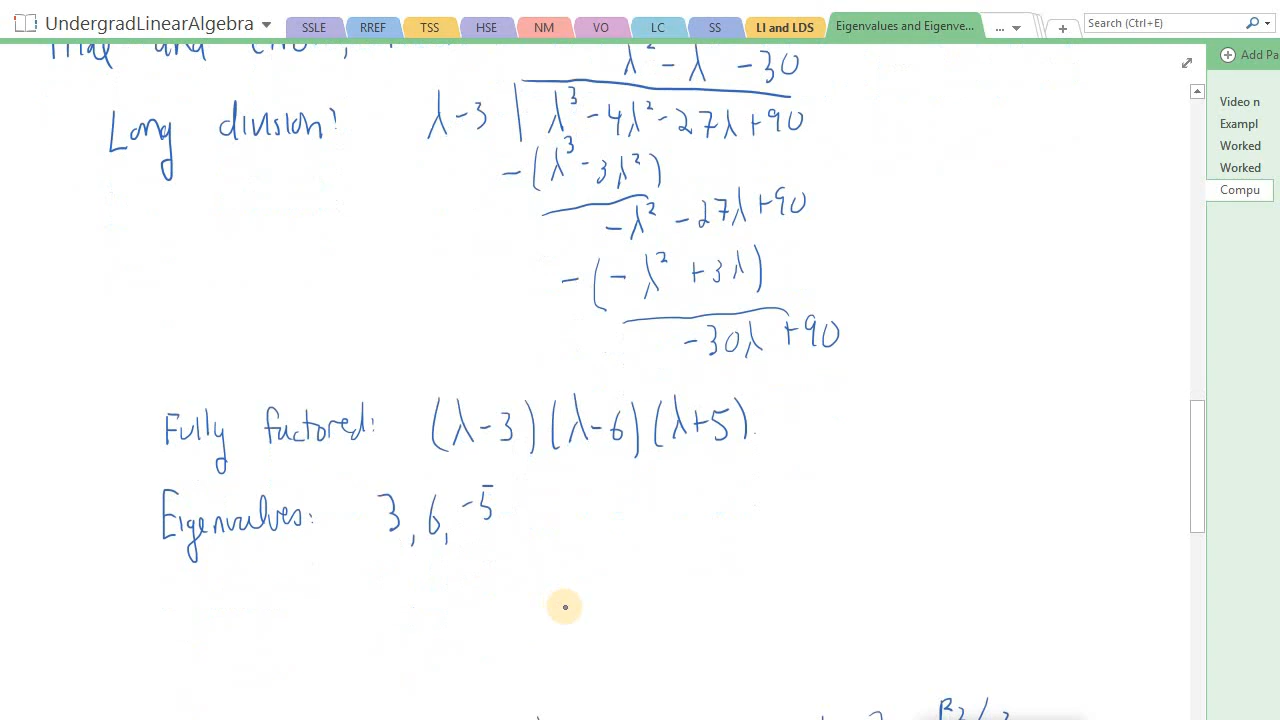 UndergradLinearAlgebra
SSLE RREF TSS HSE NM VO LC SS LI and LDS Eigenvalues and Eigenve... ...
Search (Ctrl+E)
Add Pa
Video n
Exampl
Worked
Worked
Compu
Trial and
λ² - λ - 30
Long division: λ-3 | λ³ - 4λ² - 27λ + 90
-(λ³ - 3λ²)
-λ² - 27λ + 90
-(-λ² + 3λ)
-30λ + 90
Fully factored: (λ-3)(λ-6)(λ+5).
Eigenvalues: 3, 6, -5